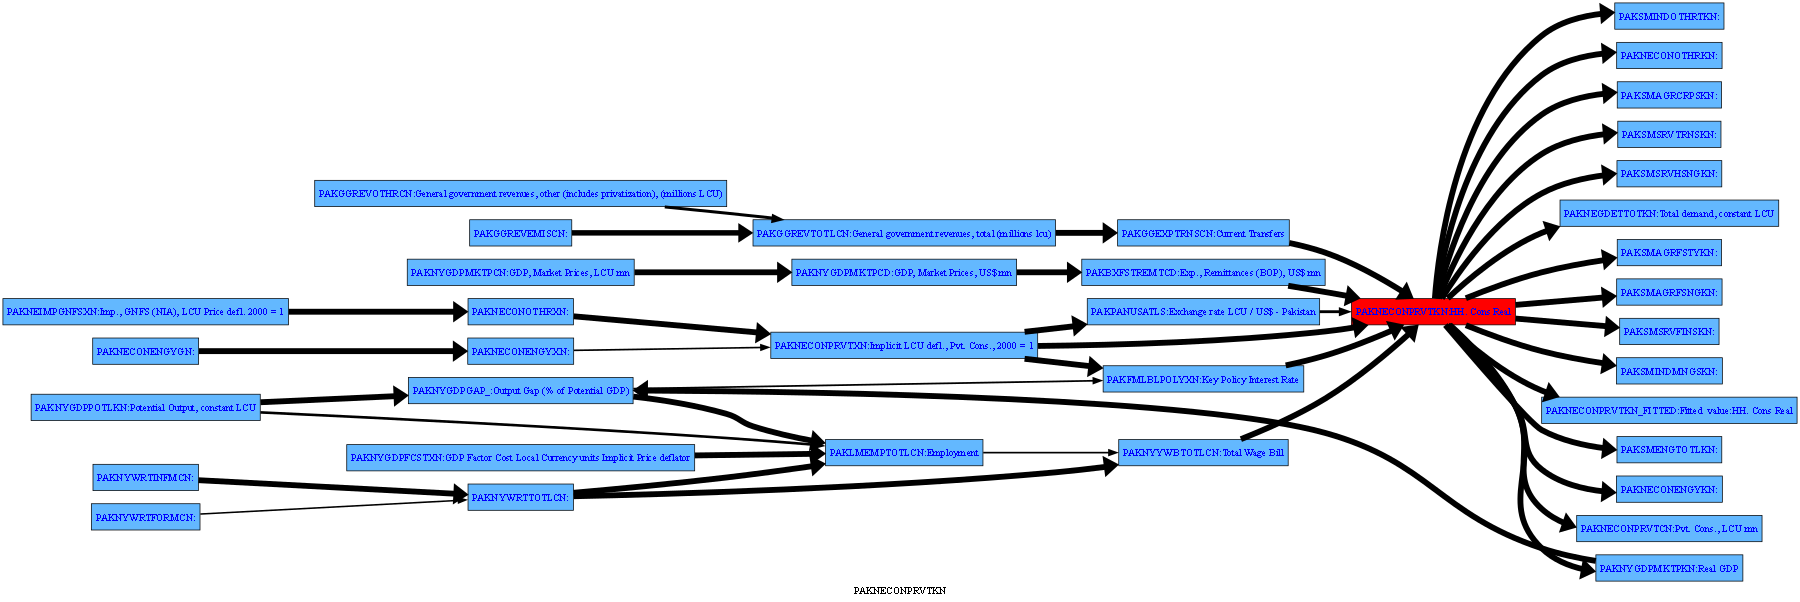 PAKSMINDOTHRTKN:
PAKNECONOTHRKN:
PAKSMAGRCRPSKN:
PAKSMSRVTRNSKN:
PAKSMSRVHSNGKN:
PAKGGREVOTHRCN:General government revenues, other (includes privatization), (millions LCU)
PAKNEGDETTOTKN:Total demand, constant LCU
PAKGGREVEMISCN:
PAKGGREVTOTLCN:General government revenues, total (millions lcu)
PAKGGEXPTRNSCN:Current Transfers
PAKSMAGRFSTYKN:
PAKNYGDPMKTPCN:GDP, Market Prices, LCU mn
PAKNYGDPMKTPCD:GDP, Market Prices, US$ mn
PAKBXFSTREMTCD:Exp., Remittances (BOP), US$ mn
PAKSMAGRFSNGKN:
PAKNEIMPGNFSXN:Imp., GNFS (NIA), LCU Price defl. 2000 = 1
PAKNECONOTHRXN:
PAKPANUSATLS:Exchange rate LCU / US$ - Pakistan
PAKNECONPRVTKN:HH. Cons Real
PAKSMSRVFINSKN:
PAKNECONENGYGN:
PAKNECONENGYXN:
PAKNECONPRVTXN:Implicit LCU defl., Pvt. Cons., 2000 = 1
PAKSMINDMNGSKN:
PAKFMLBLPOLYXN:Key Policy Interest Rate
PAKNYGDPGAP_:Output Gap (% of Potential GDP)
PAKNYGDPPOTLKN:Potential Output, constant LCU
PAKNECONPRVTKN_FITTED:Fitted value:HH. Cons Real
PAKSMENGTOTLKN:
PAKNYGDPFCSTXN:GDP Factor Cost Local Currency units Implicit Price deflator
PAKLMEMPTOTLCN:Employment
PAKNYYWBTOTLCN:Total Wage Bill
PAKNYWRTINFMCN:
PAKNECONENGYKN:
PAKNYWRTTOTLCN:
PAKNYWRTFORMCN:
PAKNECONPRVTCN:Pvt. Cons., LCU mn
PAKNYGDPMKTPKN:Real GDP
PAKNECONPRVTKN